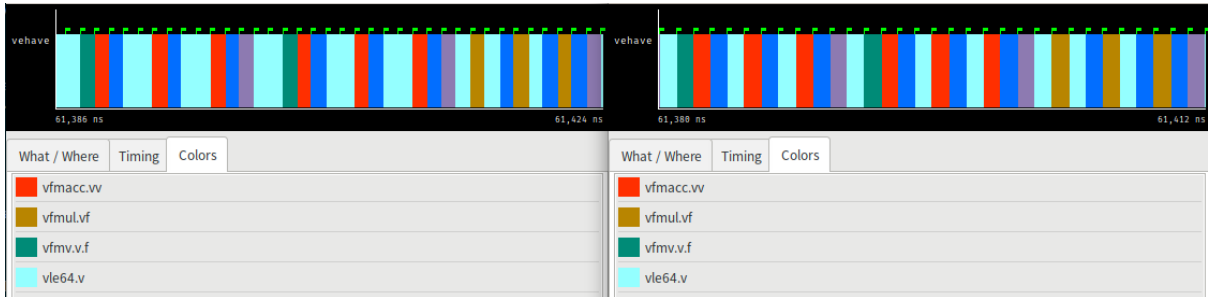 vehave
61,386 ns
61,424 ns
What / Where
Timing
Colors
vfmacc.vv
vfmul.vf
vfmv.v.f
vle64.v
vehave
61,380 ns
61,412 ns
What / Where
Timing
Colors
vfmacc.vv
vfmul.vf
vfmv.v.f
vle64.v